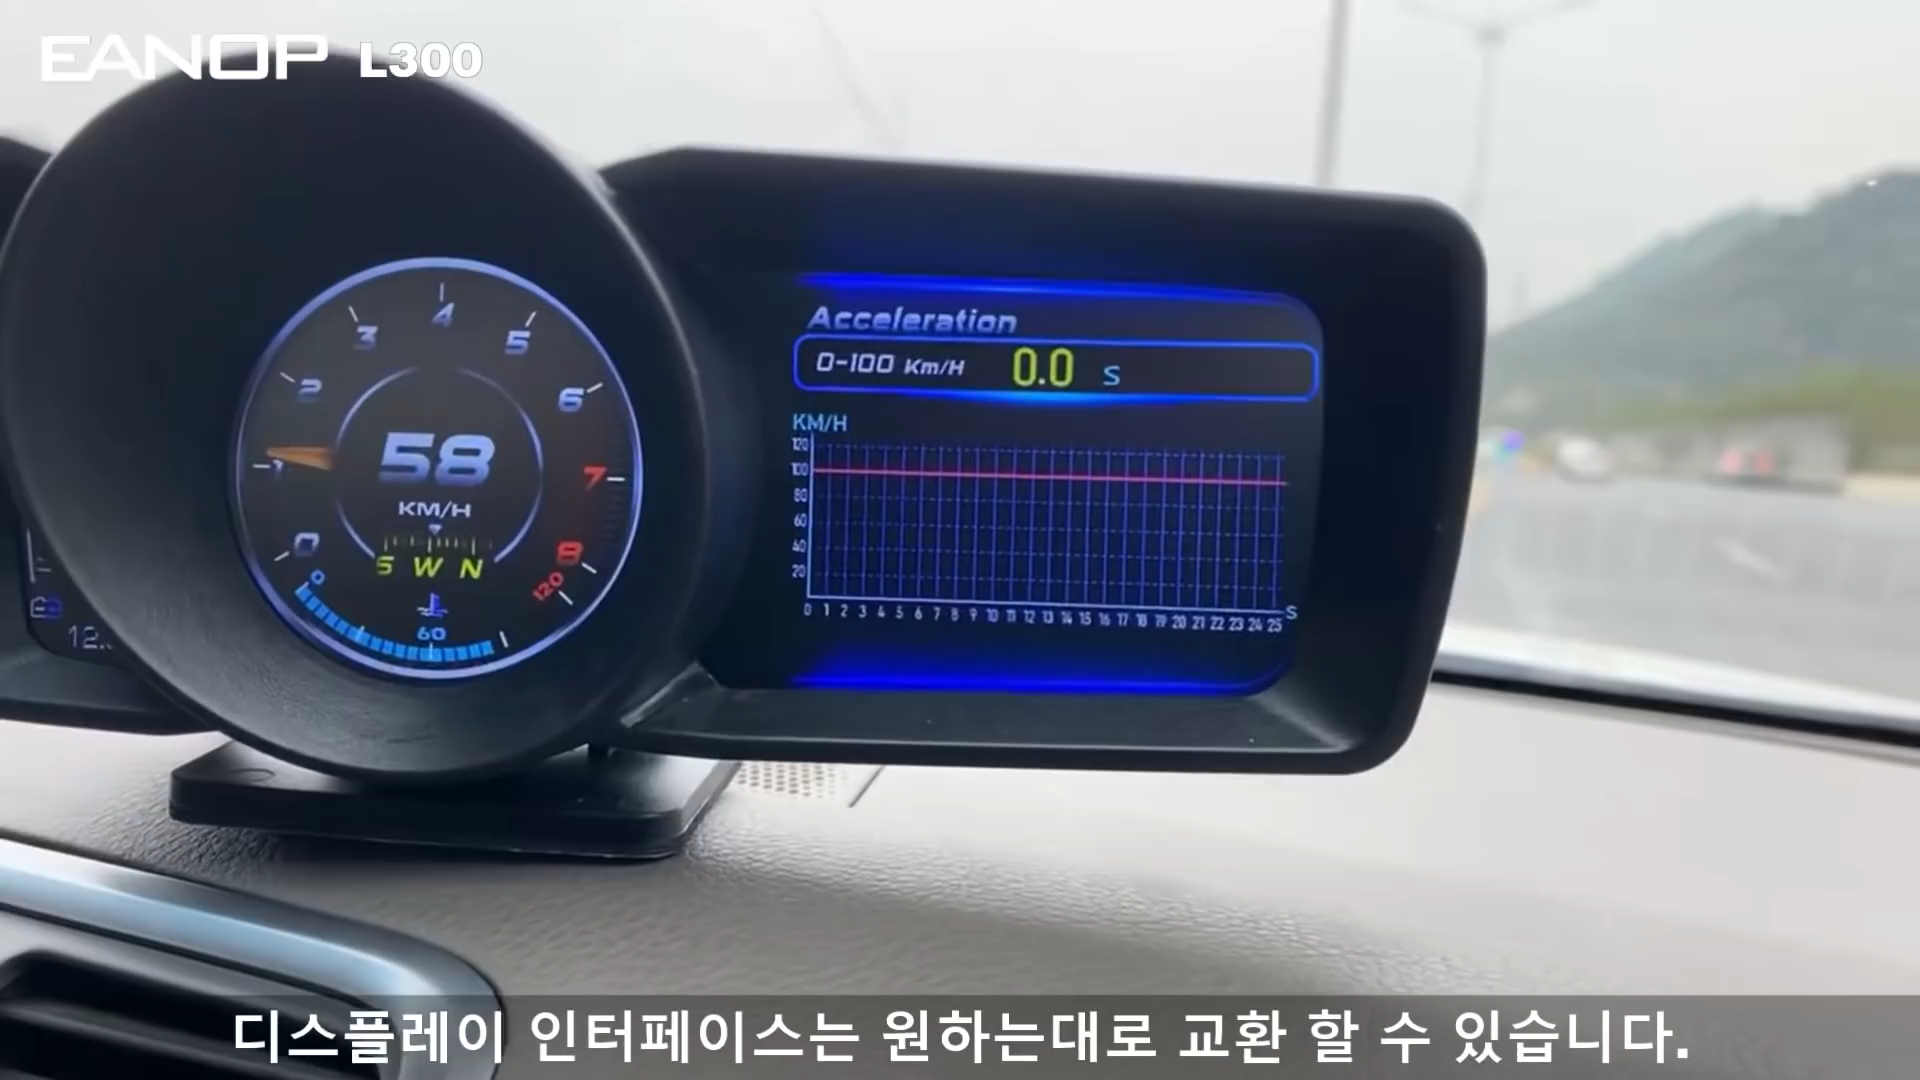 EANOP L300
4
3
5
2
6
58
1
7
KM/H
S W N
0
8
0
120
60
12.
Acceleration
0-100 Km/H 0.0 S
KM/H
120
100
80
60
40
20
0 1 2 3 4 5 6 7 8 9 10 11 12 13 14 15 16 17 18 19 20 21 22 23 24 25 S
디스플레이 인터페이스는 원하는대로 교환 할 수 있습니다.